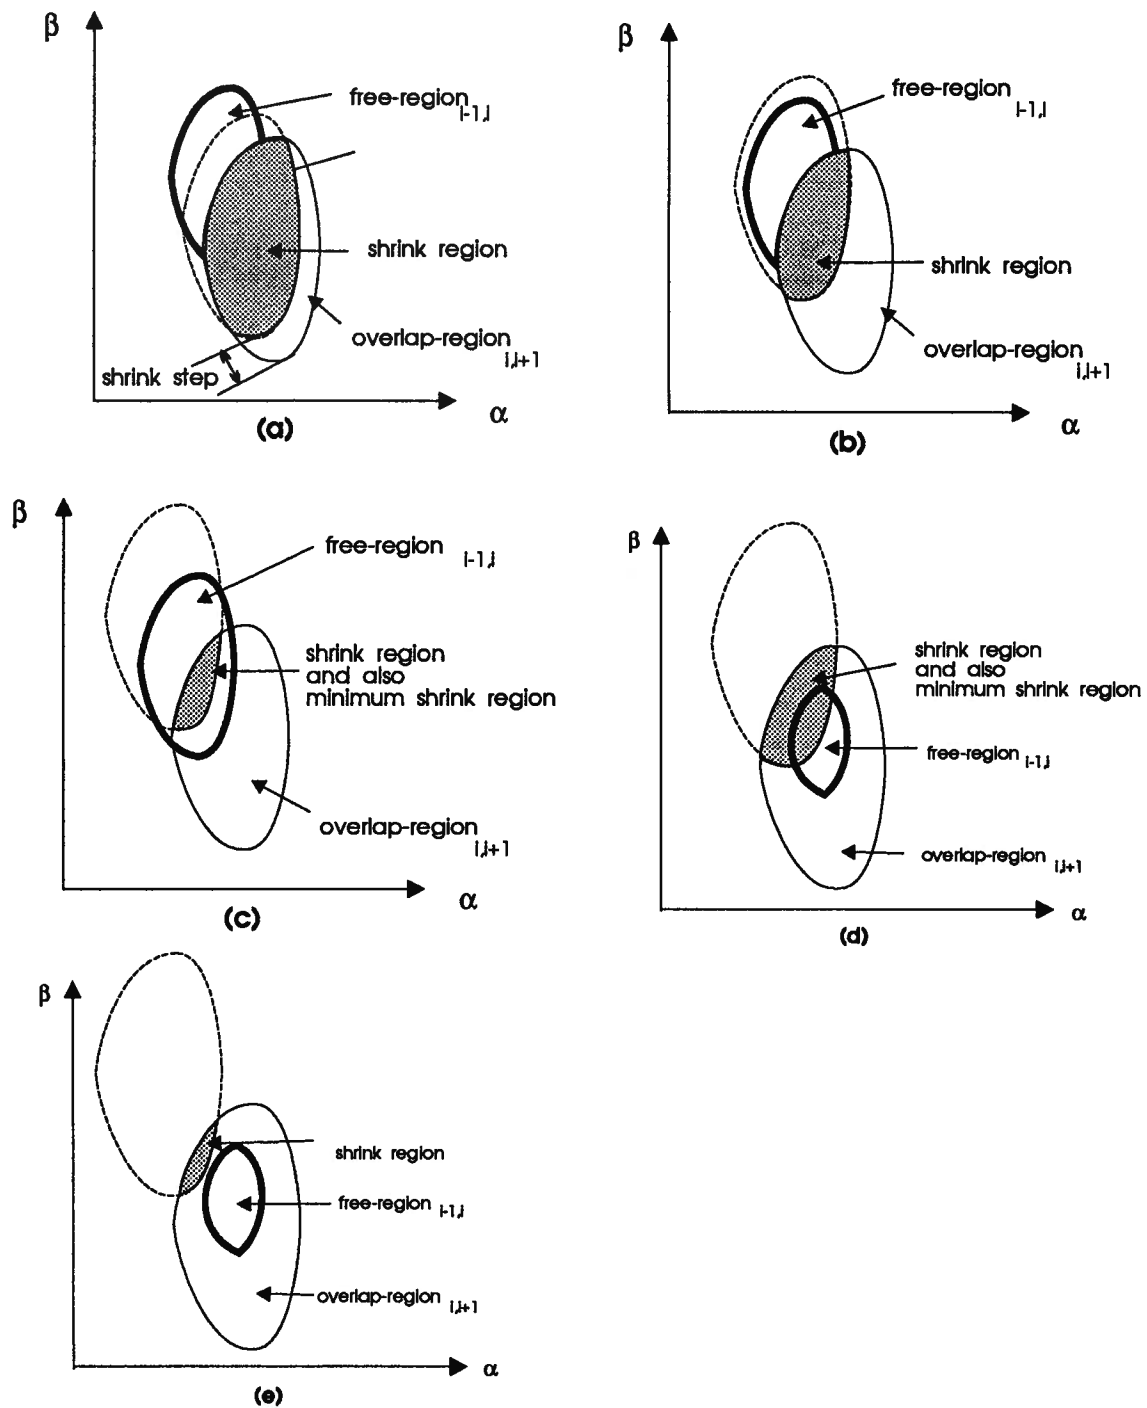 β
free-region i-1,i
shrink region
overlap-region i,i+1
shrink step
α
(a)
β
free-region i-1,i
shrink region
overlap-region i,i+1
α
(b)
β
free-region i-1,i
shrink region
and also
minimum shrink region
overlap-region i,i+1
α
(c)
β
shrink region
and also
minimum shrink region
free-region i-1,i
overlap-region i,i+1
α
(d)
β
shrink region
free-region i-1,i
overlap-region i,i+1
α
(e)